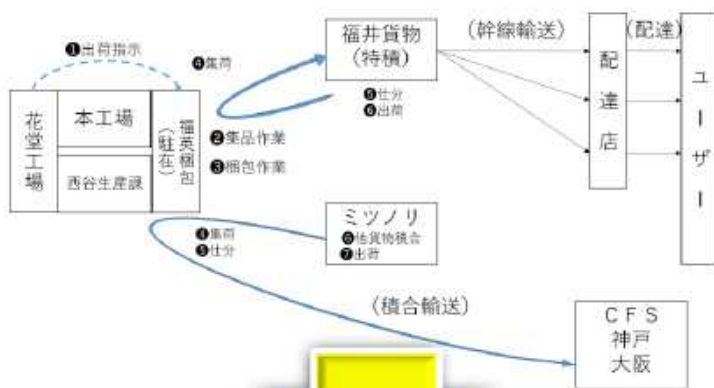 ❶出荷指示
花堂工場
本工場
西谷生産課
福英梱包
（駐在）
❹集荷
❷集品作業
❸梱包作業
福井貨物
（特積）
❺仕分
❻出荷
（幹線輸送）
配達店
（配達）
ユーザー
❹集荷
❺仕分
ミツノリ
❻他貨物積合
❼出荷
（積合輸送）
ＣＦＳ
神戸
大阪